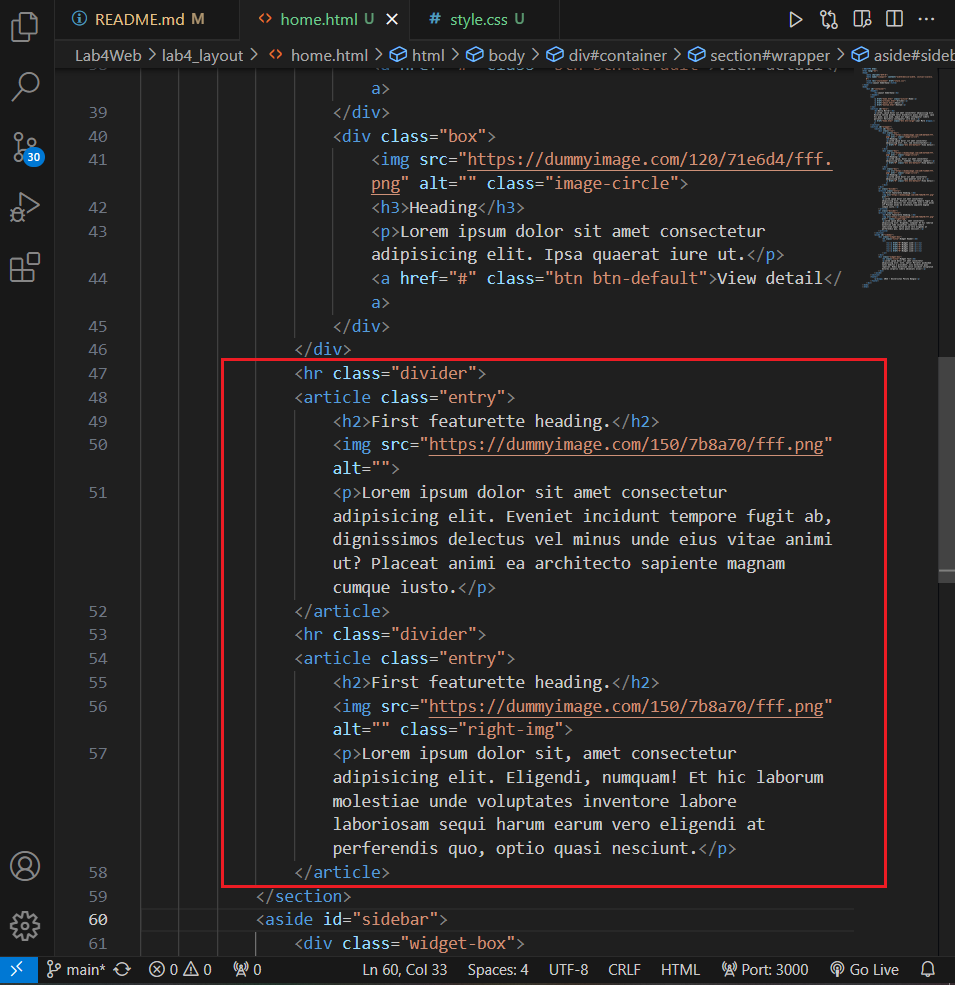 README.md M
home.html U
style.css U
Lab4Web > lab4_layout > home.html > html > body > div#container > section#wrapper > aside#sideb
a>
39 </div>
40 <div class="box">
41 <img src="https://dummyimage.com/120/71e6d4/fff.
png" alt="" class="image-circle">
42 <h3>Heading</h3>
43 <p>Lorem ipsum dolor sit amet consectetur
adipisicing elit. Ipsa quaerat iure ut.</p>
44 <a href="#" class="btn btn-default">View detail</
a>
45 </div>
46 </div>
47 <hr class="divider">
48 <article class="entry">
49 <h2>First featurette heading.</h2>
50 <img src="https://dummyimage.com/150/7b8a70/fff.png"
alt="">
51 <p>Lorem ipsum dolor sit amet consectetur
adipisicing elit. Eveniet incidunt tempore fugit ab,
dignissimos delectus vel minus unde eius vitae animi
ut? Placeat animi ea architecto sapiente magnam
cumque iusto.</p>
52 </article>
53 <hr class="divider">
54 <article class="entry">
55 <h2>First featurette heading.</h2>
56 <img src="https://dummyimage.com/150/7b8a70/fff.png"
alt="" class="right-img">
57 <p>Lorem ipsum dolor sit, amet consectetur
adipisicing elit. Eligendi, numquam! Et hic laborum
molestiae unde voluptates inventore labore
laboriosam sequi harum earum vero eligendi at
perferendis quo, optio quasi nesciunt.</p>
58 </article>
59 </section>
60 <aside id="sidebar">
61 <div class="widget-box">
30
main* 0 0 0 Ln 60, Col 33 Spaces: 4 UTF-8 CRLF HTML Port: 3000 Go Live